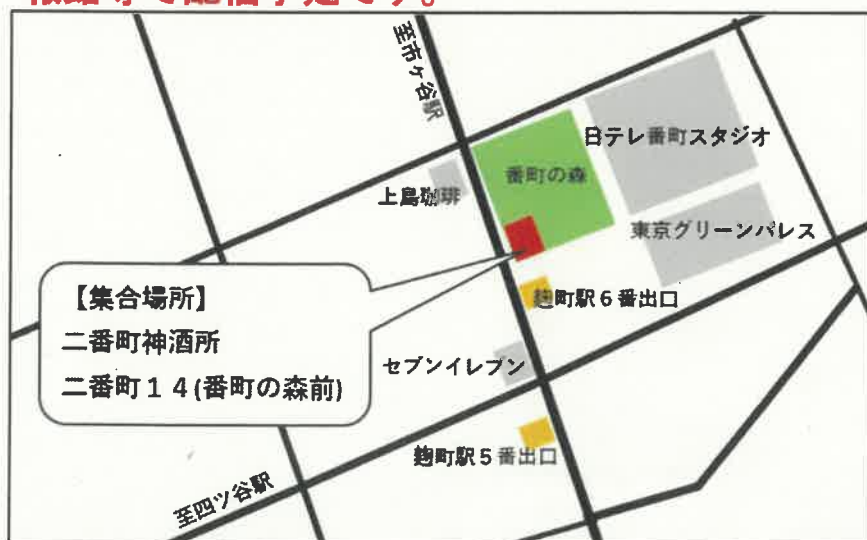 至市ヶ谷駅
日テレ番町スタジオ
番町の森
上島珈琲
東京グリーンパレス
麹町駅６番出口
【集合場所】
二番町神酒所
二番町１４(番町の森前)
セブンイレブン
麹町駅５番出口
至四ツ谷駅